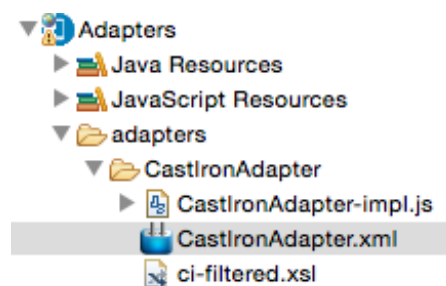 Adapters
Java Resources
JavaScript Resources
adapters
CastIronAdapter
CastIronAdapter-impl.js
CastIronAdapter.xml
ci-filtered.xsl